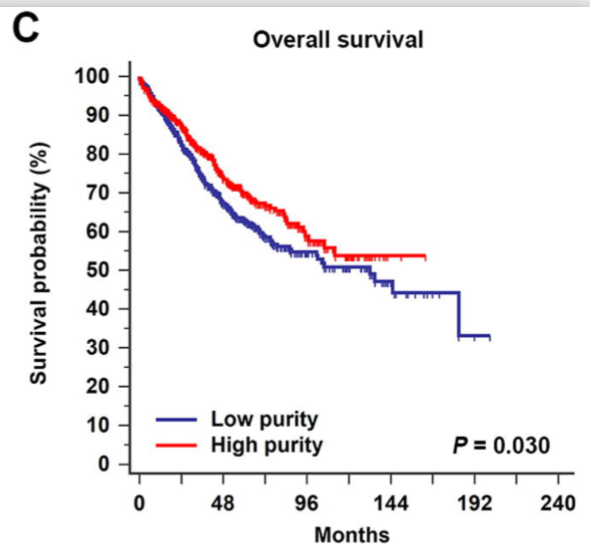 C
Overall survival
Survival probability (%)
100
90
80
70
60
50
40
30
20
10
0
Low purity
High purity
P = 0.030
0 48 96 144 192 240
Months